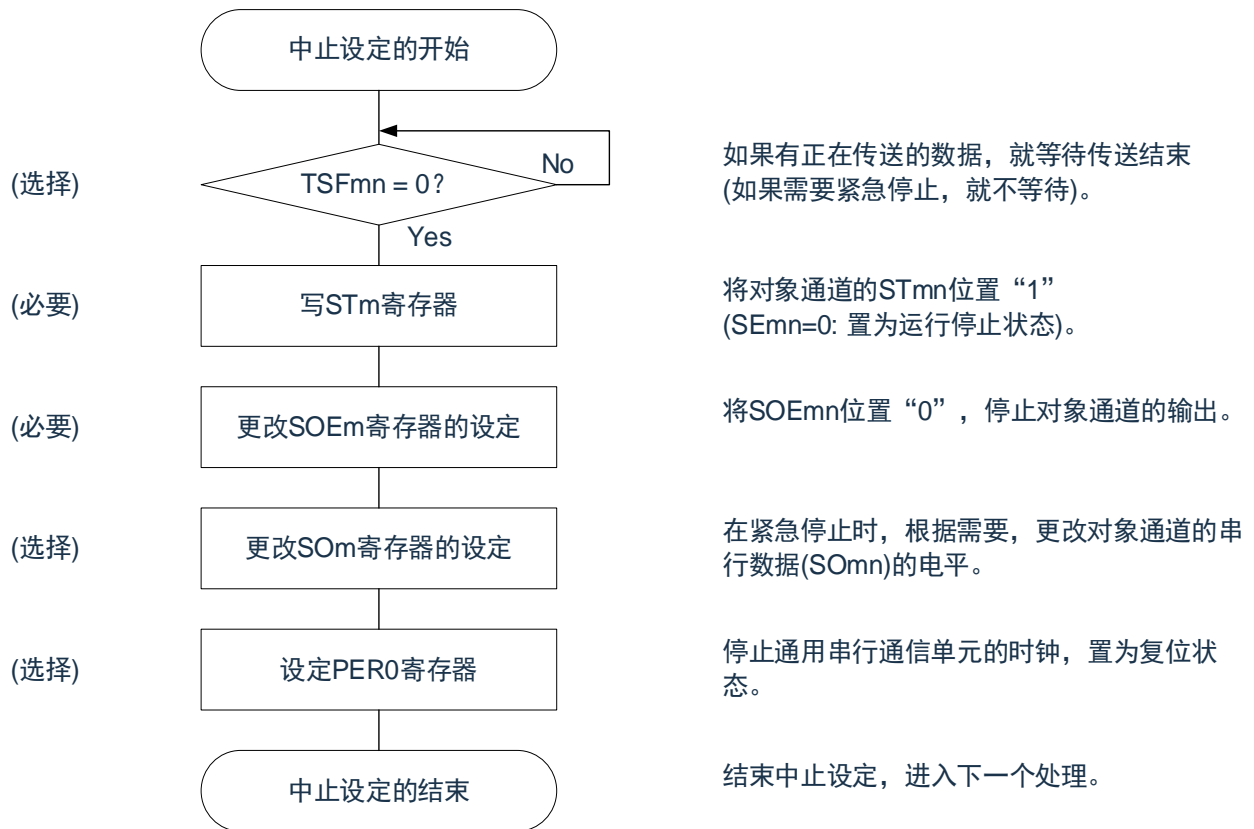 中止设定的开始
(选择)
TSFmn = 0?
No
如果有正在传送的数据，就等待传送结束
(如果需要紧急停止，就不等待)。
Yes
(必要)
写STm寄存器
将对象通道的STmn位置“1”
(SEmn=0: 置为运行停止状态)。
(必要)
更改SOEm寄存器的设定
将SOEmn位置“0”，停止对象通道的输出。
(选择)
更改SOm寄存器的设定
在紧急停止时，根据需要，更改对象通道的串
行数据(SOmn)的电平。
(选择)
设定PER0寄存器
停止通用串行通信单元的时钟，置为复位状
态。
中止设定的结束
结束中止设定，进入下一个处理。